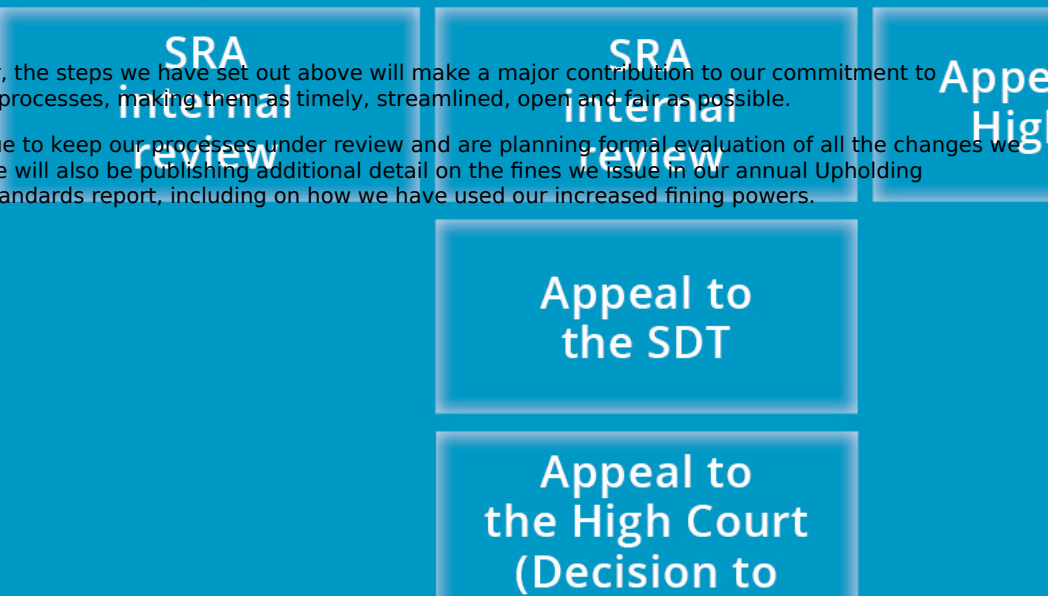 SRA
internal
review
SRA
internal
review
, the steps we have set out above will make a major contribution to our commitment to
processes, making them as timely, streamlined, open and fair as possible.
to keep our processes under review and are planning formal evaluation of all the changes we
will also be publishing additional detail on the fines we issue in our annual Upholding
report, including on how we have used our increased fining powers.
Appeal to
the SDT
Appeal to
the High Court
(Decision to